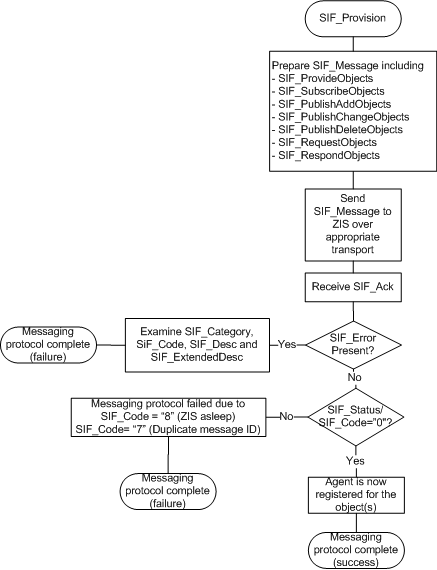 SIF_Provision
Prepare SIF_Message including
- SIF_ProvideObjects
- SIF_SubscribeObjects
- SIF_PublishAddObjects
- SIF_PublishChangeObjects
- SIF_PublishDeleteObjects
- SIF_RequestObjects
- SIF_RespondObjects
Send
SIF_Message to
ZIS over
appropriate
transport
Receive SIF_Ack
SIF_Error
Present?
Yes
Examine SIF_Category,
SiF_Code, SIF_Desc and
SIF_ExtendedDesc
Messaging
protocol complete
(failure)
No
SIF_Status/
SIF_Code="0"?
No
Messaging protocol failed due to
SIF_Code = “8” (ZIS asleep)
SIF_Code= “7” (Duplicate message ID)
Messaging
protocol complete
(failure)
Yes
Agent is now
registered for the
object(s)
Messaging
protocol complete
(success)